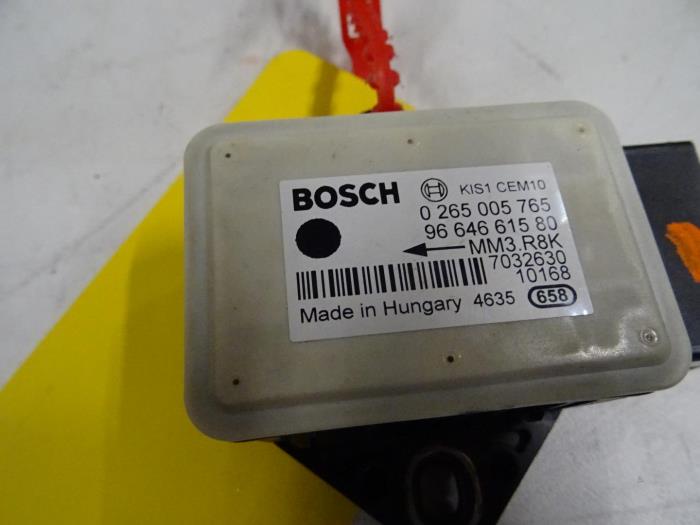 BOSCH KIS1 CEM10
0 265 005 765
96 646 615 80
MM3.R8K
7032630
10168
Made in Hungary 4635 658